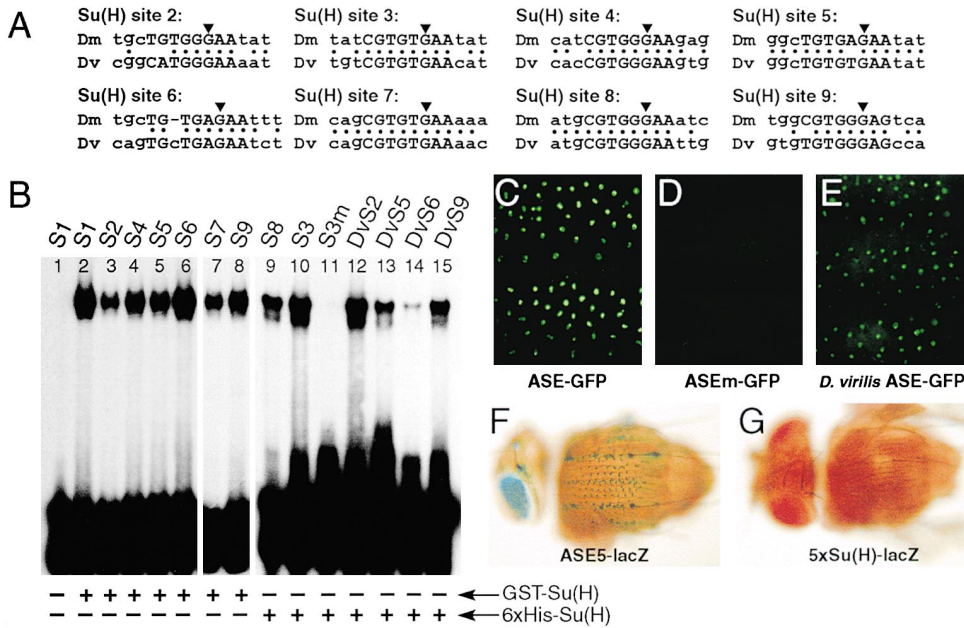 A
Su(H) site 2:
Dm tgcTGTGGGAAtat
Dv cggCATGGGAAaat
Su(H) site 3:
Dm tatCGTGTGAAtat
Dv tgtCGTGTGAAcat
Su(H) site 4:
Dm catCGTGGGAAgag
Dv cacCGTGGGAAgtg
Su(H) site 5:
Dm ggcTGTGAGAAtat
Dv ggcTGTGTGAAtat
Su(H) site 6:
Dm tgcTG-TGAGAAttt
Dv cagTGcTGAGAAtct
Su(H) site 7:
Dm cagCGTGTGAAaaa
Dv cagCGTGTGAAaac
Su(H) site 8:
Dm atgCGTGGGAAatc
Dv atgCGTGGGAAttg
Su(H) site 9:
Dm tggCGTGGGAGtca
Dv gtgTGTGGGAGcca
B
S1 S1 S2 S4 S5 S6 S7 S9 S8 S3 S3m DvS2 DvS5 DvS6 DvS9
1 2 3 4 5 6 7 8 9 10 11 12 13 14 15
– + + + + + + + – – – – – – – GST-Su(H)
– – – – – – – – + + + + + + + 6xHis-Su(H)
C
ASE-GFP
D
ASEm-GFP
E
D. virilis ASE-GFP
F
ASE5-lacZ
G
5xSu(H)-lacZ